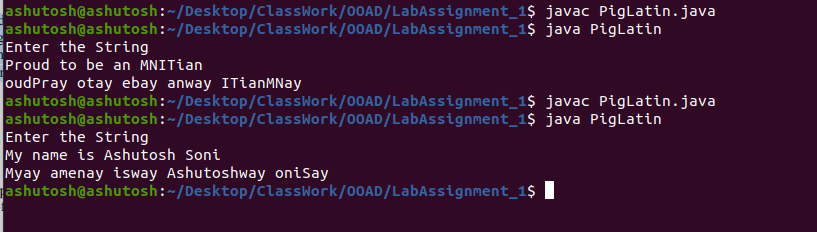 ashutosh@ashutosh:~/Desktop/ClassWork/OOAD/LabAssignment_1$ javac PigLatin.java
ashutosh@ashutosh:~/Desktop/ClassWork/OOAD/LabAssignment_1$ java PigLatin
Enter the String
Proud to be an MNITian
oudPray otay ebay anway ITianMNay
ashutosh@ashutosh:~/Desktop/ClassWork/OOAD/LabAssignment_1$ javac PigLatin.java
ashutosh@ashutosh:~/Desktop/ClassWork/OOAD/LabAssignment_1$ java PigLatin
Enter the String
My name is Ashutosh Soni
Myay amenay isway Ashutoshway oniSay
ashutosh@ashutosh:~/Desktop/ClassWork/OOAD/LabAssignment_1$